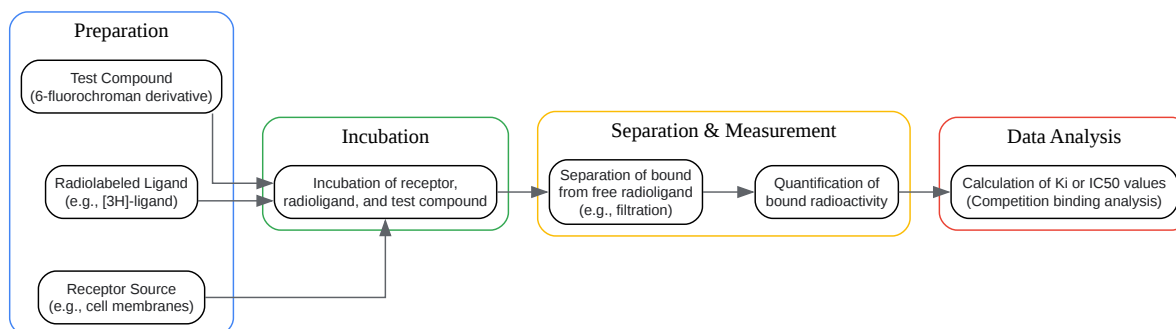 Preparation
Test Compound
(6-fluorochroman derivative)
Radiolabeled Ligand
(e.g., [3H]-ligand)
Receptor Source
(e.g., cell membranes)
Incubation
Incubation of receptor,
radioligand, and test compound
Separation & Measurement
Separation of bound
from free radioligand
(e.g., filtration)
Quantification of
bound radioactivity
Data Analysis
Calculation of Ki or IC50 values
(Competition binding analysis)